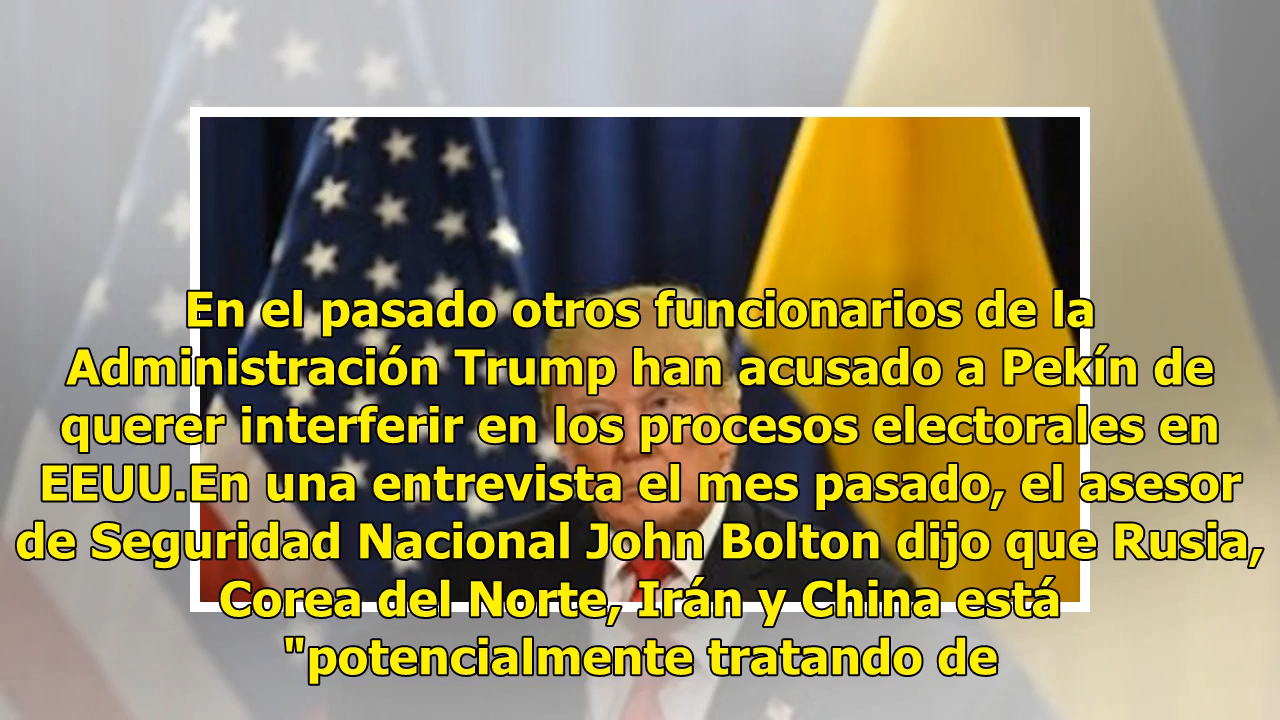 En el pasado otros funcionarios de la
Administración Trump han acusado a Pekín de
querer interferir en los procesos electorales en
EEUU.En una entrevista el mes pasado, el asesor
de Seguridad Nacional John Bolton dijo que Rusia,
Corea del Norte, Irán y China está
"potencialmente tratando de